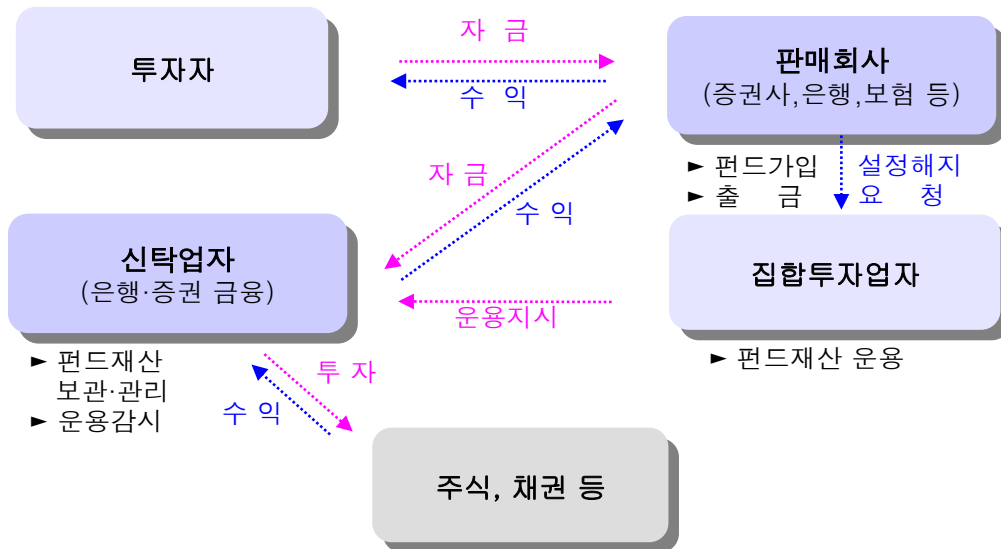 자 금
투자자
수 익
판매회사
(증권사,은행,보험 등)
► 펀드가입
► 출 금
설정해지
요 청
자 금
수 익
신탁업자
(은행·증권 금융)
집합투자업자
운용지시
► 펀드재산
보관·관리
► 운용감시
► 펀드재산 운용
투 자
수 익
주식, 채권 등